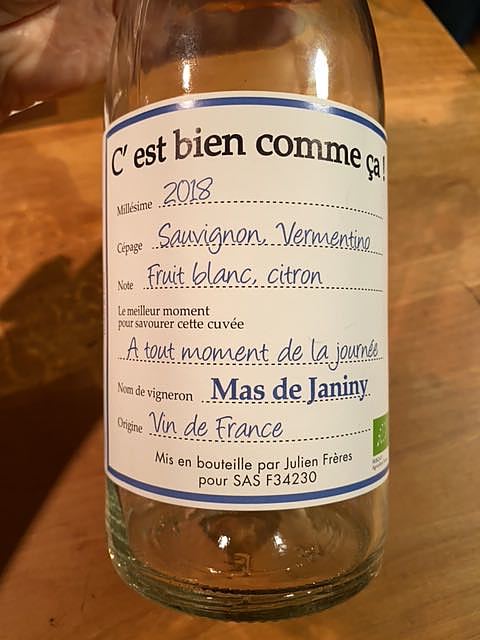 C' est bien comme ça !
Millésime 2018
Cépage Sauvignon, Vermentino
Note Fruit blanc, citron
Le meilleur moment
pour savourer cette cuvée
A tout moment de la journée
Nom de vigneron Mas de Janiny
Origine Vin de France
Mis en bouteille par Julien Frères
pour SAS F34230